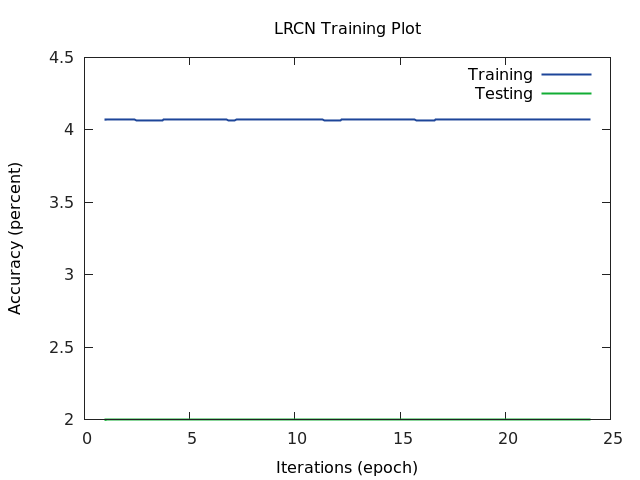 LRCN Training Plot
4.5
4
3.5
3
2.5
2
0 5 10 15 20 25
Accuracy (percent)
Iterations (epoch)
Training
Testing